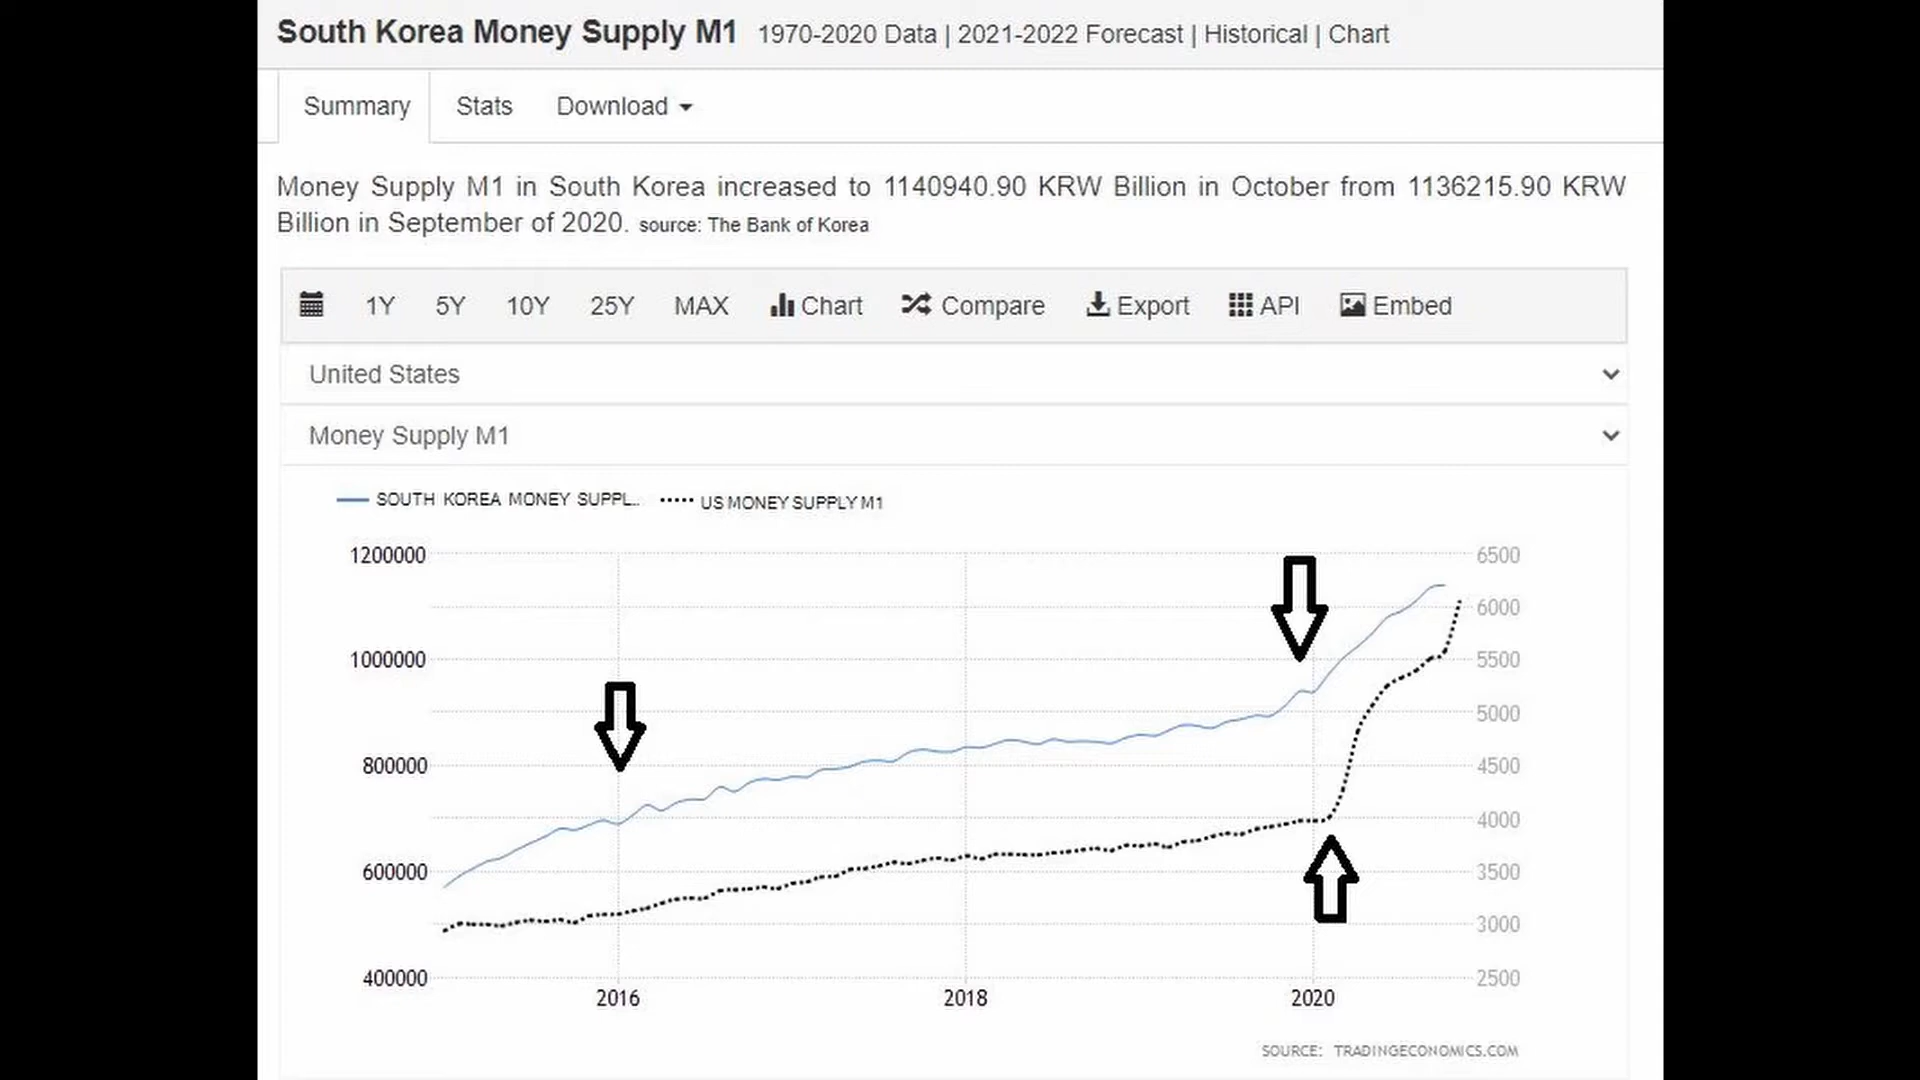 South Korea Money Supply M1 1970-2020 Data | 2021-2022 Forecast | Historical | Chart
Summary Stats Download
Money Supply M1 in South Korea increased to 1140940.90 KRW Billion in October from 1136215.90 KRW
Billion in September of 2020. source: The Bank of Korea
1Y 5Y 10Y 25Y MAX Chart Compare Export API Embed
United States
Money Supply M1
SOUTH KOREA MONEY SUPPL.. US MONEY SUPPLY M1
1200000 6500
6000
1000000 5500
5000
800000 4500
4000
600000 3500
3000
400000 2500
2016 2018 2020
SOURCE: TRADINGECONOMICS.COM